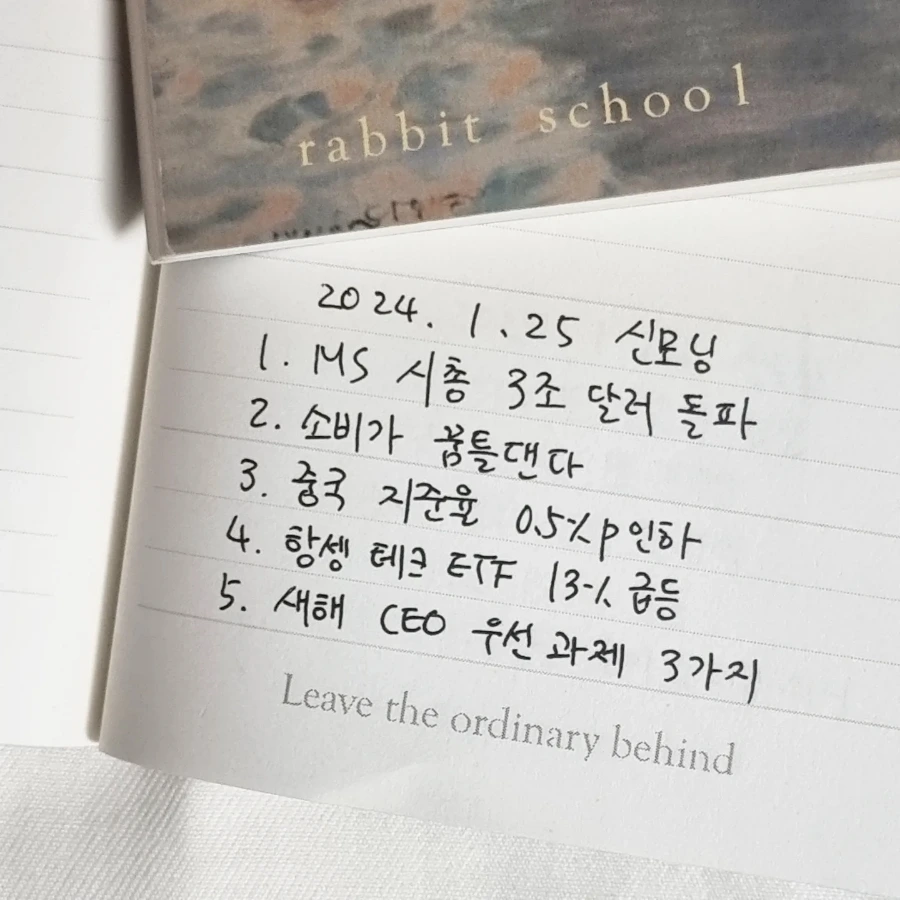 rabbit school
2024. 1. 25 신모닝
1. MS 시총 3조 달러 돌파
2. 소비가 꿈틀댄다
3. 중국 지준율 0.5%p 인하
4. 항셍 테크 ETF 13% 급등
5. 새해 CEO 우선 과제 3가지
Leave the ordinary behind